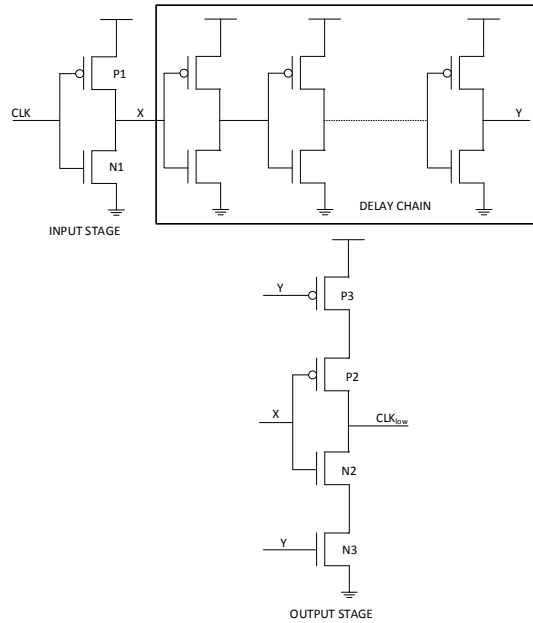 P1
CLK
X
Y
N1
DELAY CHAIN
INPUT STAGE
Y
P3
P2
X
CLKlow
N2
Y
N3
OUTPUT STAGE